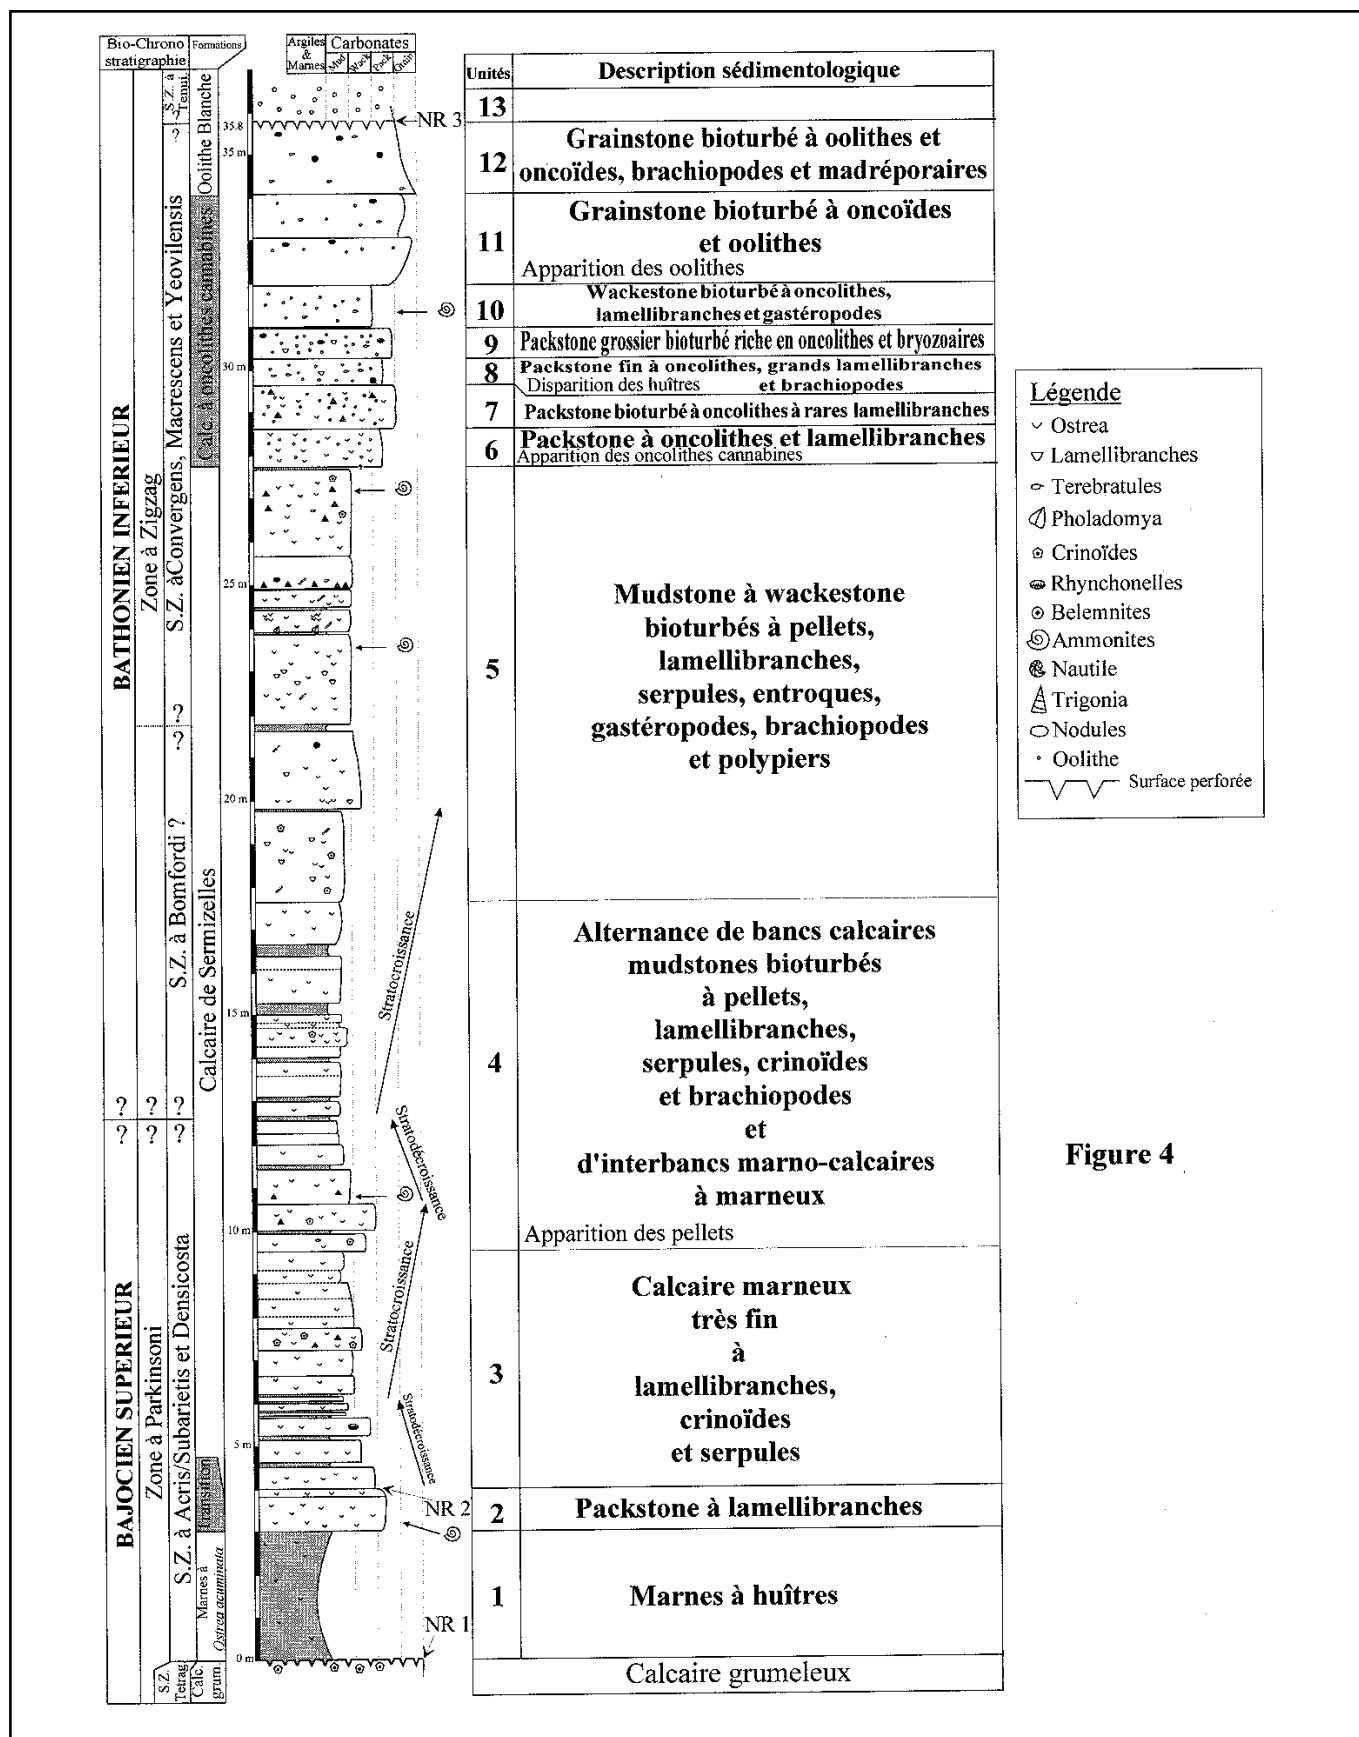 Bio-Chrono
stratigraphie
Formations
Argiles
&
Marnes
Carbonates
Mud
Wack
Pack
Grain
Unités
Description sédimentologique
S.Z. à
Tenui.
?
?
Oolithe Blanche
35.8
35 m
NR 3
13
12
Grainstone bioturbé à oolithes et
oncoïdes, brachiopodes et madréporaires
11
Grainstone bioturbé à oncoïdes
et oolithes
Apparition des oolithes
10
Wackestone bioturbé à oncolithes,
lamellibranches et gastéropodes
9
Packstone grossier bioturbé riche en oncolithes et bryozoaires
30 m
8
Packstone fin à oncolithes, grands lamellibranches
Disparition des huîtres
et brachiopodes
7
Packstone bioturbé à oncolithes à rares lamellibranches
6
Packstone à oncolithes et lamellibranches
Apparition des oncolithes cannabines
Calc. à oncolithes cannabines
BATHONIEN INFERIEUR
Zone à Zigzag
S.Z. àConvergens, Macrescens et Yeovilensis
?
?
25 m
5
Mudstone à wackestone
bioturbés à pellets,
lamellibranches,
serpules, entroques,
gastéropodes, brachiopodes
et polypiers
20 m
S.Z. à Bomfordi ?
Calcaire de Sermizelles
Stratocroissance
15 m
4
Alternance de bancs calcaires
mudstones bioturbés
à pellets,
lamellibranches,
serpules, crinoïdes
et brachiopodes
et
d'interbancs marno-calcaires
à marneux
Apparition des pellets
? ? ?
? ? ?
Stratodécroissance
10 m
Stratocroissance
3
Calcaire marneux
très fin
à
lamellibranches,
crinoïdes
et serpules
BAJOCIEN SUPERIEUR
Zone à Parkinsoni
S.Z. à Acris/Subarietis et Densicosta
Stratodécroissance
5 m
Transition
NR 2
2
Packstone à lamellibranches
Marnes à
Ostrea acuminata
1
Marnes à huîtres
NR 1
0 m
S.Z.
Tetrag
Calc.
grum.
Calcaire grumeleux
Légende
Ostrea
Lamellibranches
Terebratules
Pholadomya
Crinoïdes
Rhynchonelles
Belemnites
Ammonites
Nautile
Trigonia
Nodules
Oolithe
Surface perforée
Figure 4